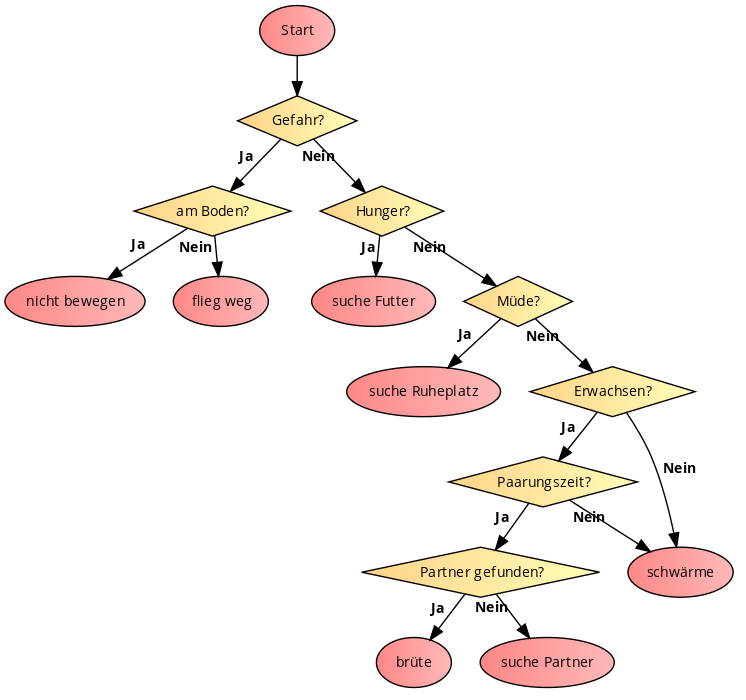 Start
Gefahr?
Ja
Nein
am Boden?
Hunger?
Ja
Nein
Ja
Nein
nicht bewegen
flieg weg
suche Futter
Müde?
Ja
Nein
suche Ruheplatz
Erwachsen?
Ja
Nein
Paarungszeit?
Ja
Nein
Partner gefunden?
schwärme
Ja
Nein
brüte
suche Partner